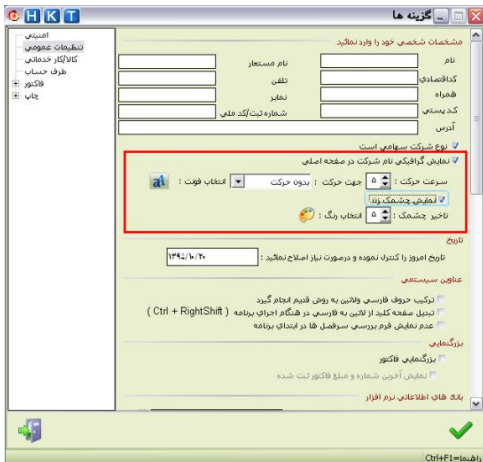 گزینه ها
HKT
امنیتی
تنظیمات عمومی
کالا/کار خدماتی
طرف حساب
فاکتور
چاپ
مشخصات شخصی خود را وارد نمائید
نام
نام مستعار
کداقتصادی
تلفن
همراه
نمابر
کدپستی
شماره ثبت/کد ملی
آدرس
نوع شرکت سهامی است
نمایش گرافیکی نام شرکت در صفحه اصلی
سرعت حرکت : ۵ جهت حرکت : بدون حرکت انتخاب فونت :
نمایش چشمک زن
تاخیر چشمک : ۵ انتخاب رنگ :
تاریخ
تاریخ امروز را کنترل نموده و درصورت نیاز اصلاح نمائید : ۱۳۹۴/۱۰/۲۰
عناوین سیستمی
ترکیب حروف فارسی ولاتین به روش قدیم انجام گیرد
تبدیل صفحه کلید از لاتین به فارسی در هنگام اجرای برنامه ( Ctrl + RightShift )
عدم نمایش فرم بررسی سرفصل ها در ابتدای برنامه
بزرگنمایی
بزرگنمایی فاکتور
نمایش آخرین شماره و مبلغ فاکتور ثبت شده
بانک های اطلاعاتی نرم افزار
راهنما=Ctrl+F1